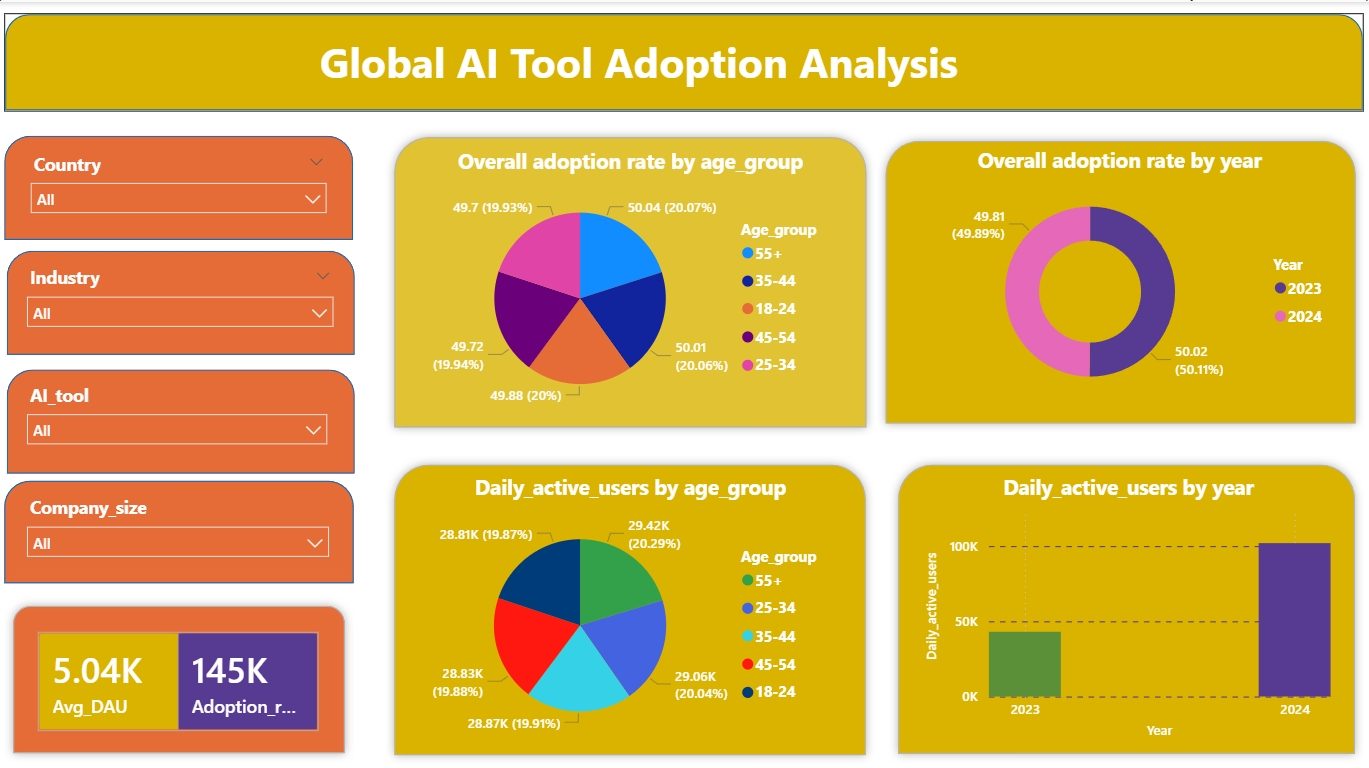 Global AI Tool Adoption Analysis
Country
All
Industry
All
AI_tool
All
Company_size
All
5.04K
Avg_DAU
145K
Adoption_r...
Overall adoption rate by age_group
49.7 (19.93%)
50.04 (20.07%)
49.72
(19.94%)
50.01
(20.06%)
49.88 (20%)
Age_group
55+
35-44
18-24
45-54
25-34
Overall adoption rate by year
49.81
(49.89%)
50.02
(50.11%)
Year
2023
2024
Daily_active_users by age_group
28.81K (19.87%)
29.42K
(20.29%)
28.83K
(19.88%)
29.06K
(20.04%)
28.87K (19.91%)
Age_group
55+
25-34
35-44
45-54
18-24
Daily_active_users by year
Daily_active_users
100K
50K
0K
2023
2024
Year